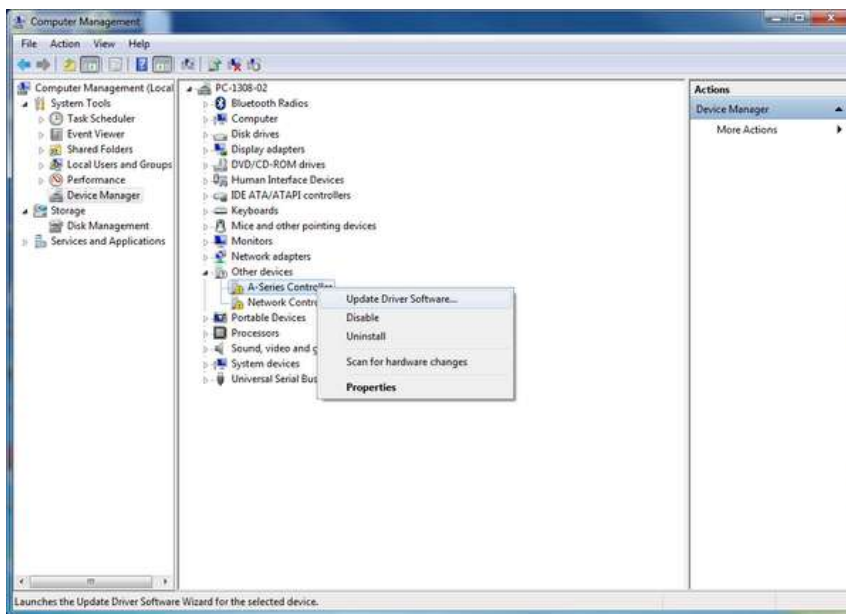 Computer Management
File Action View Help
Computer Management (Local
System Tools
Task Scheduler
Event Viewer
Shared Folders
Local Users and Groups
Performance
Device Manager
Storage
Disk Management
Services and Applications
PC-1308-02
Bluetooth Radios
Computer
Disk drives
Display adapters
DVD/CD-ROM drives
Human Interface Devices
IDE ATA/ATAPI controllers
Keyboards
Mice and other pointing devices
Monitors
Network adapters
Other devices
A-Series Controller
Network Contr
Portable Devices
Processors
Sound, video and g
System devices
Universal Serial Bus
Update Driver Software...
Disable
Uninstall
Scan for hardware changes
Properties
Actions
Device Manager
More Actions
Launches the Update Driver Software Wizard for the selected device.